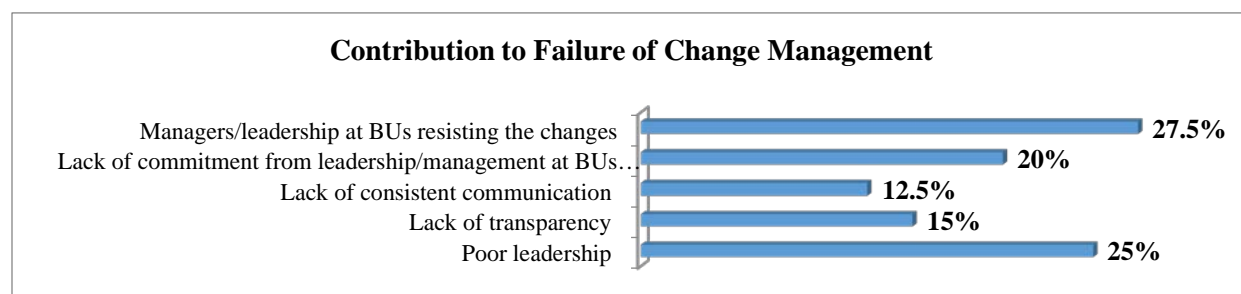 Contribution to Failure of Change Management
Managers/leadership at BUs resisting the changes 27.5%
Lack of commitment from leadership/management at BUs… 20%
Lack of consistent communication 12.5%
Lack of transparency 15%
Poor leadership 25%